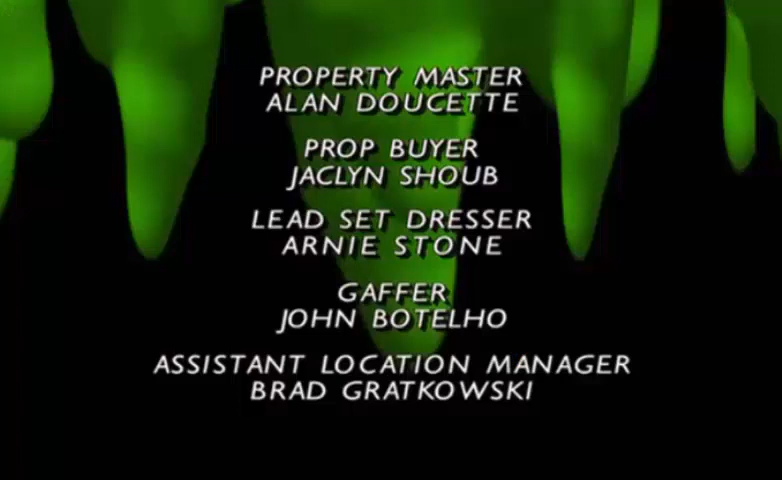 PROPERTY MASTER
ALAN DOUCETTE
PROP BUYER
JACLYN SHOUB
LEAD SET DRESSER
ARNIE STONE
GAFFER
JOHN BOTELHO
ASSISTANT LOCATION MANAGER
BRAD GRATKOWSKI